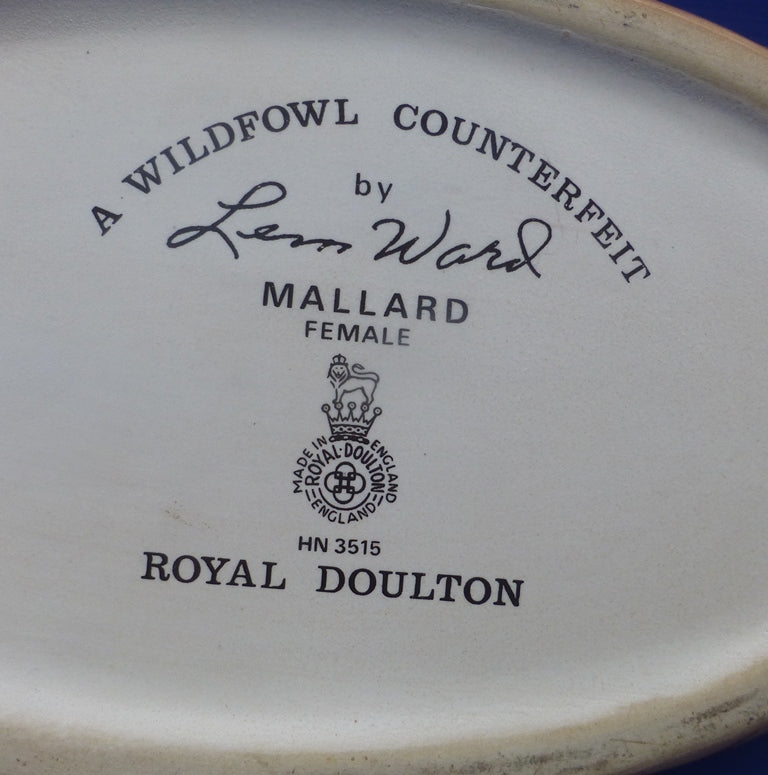 A WILDFOWL COUNTERFEIT
by
Lem Ward
MALLARD
FEMALE
MADE IN ENGLAND
ROYAL·DOULTON
ENGLAND
HN 3515
ROYAL DOULTON